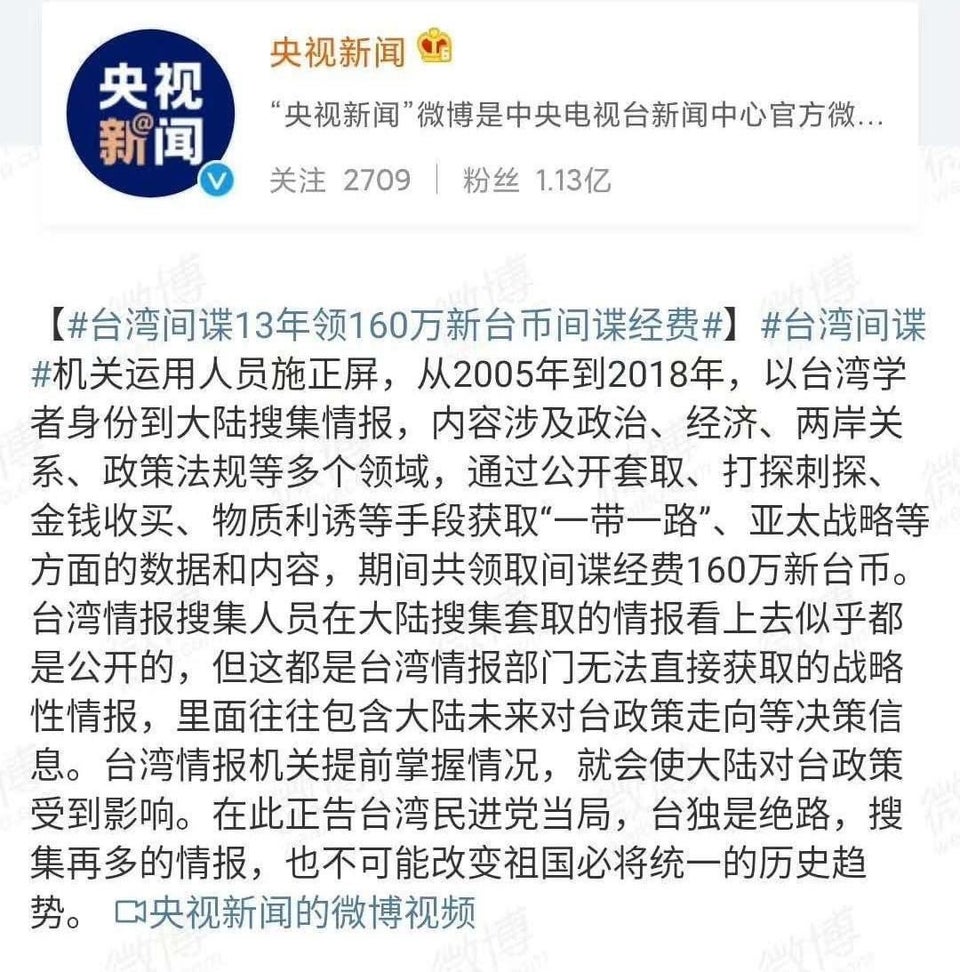 央视
新@闻
央视新闻
“央视新闻”微博是中央电视台新闻中心官方微...
关注 2709 | 粉丝 1.13亿
【#台湾间谍13年领160万新台币间谍经费#】#台湾间谍
#机关运用人员施正屏，从2005年到2018年，以台湾学
者身份到大陆搜集情报，内容涉及政治、经济、两岸关
系、政策法规等多个领域，通过公开套取、打探刺探、
金钱收买、物质利诱等手段获取“一带一路”、亚太战略等
方面的数据和内容，期间共领取间谍经费160万新台币。
台湾情报搜集人员在大陆搜集套取的情报看上去似乎都
是公开的，但这都是台湾情报部门无法直接获取的战略
性情报，里面往往包含大陆未来对台政策走向等决策信
息。台湾情报机关提前掌握情况，就会使大陆对台政策
受到影响。在此正告台湾民进党当局，台独是绝路，搜
集再多的情报，也不可能改变祖国必将统一的历史趋
势。 央视新闻的微博视频